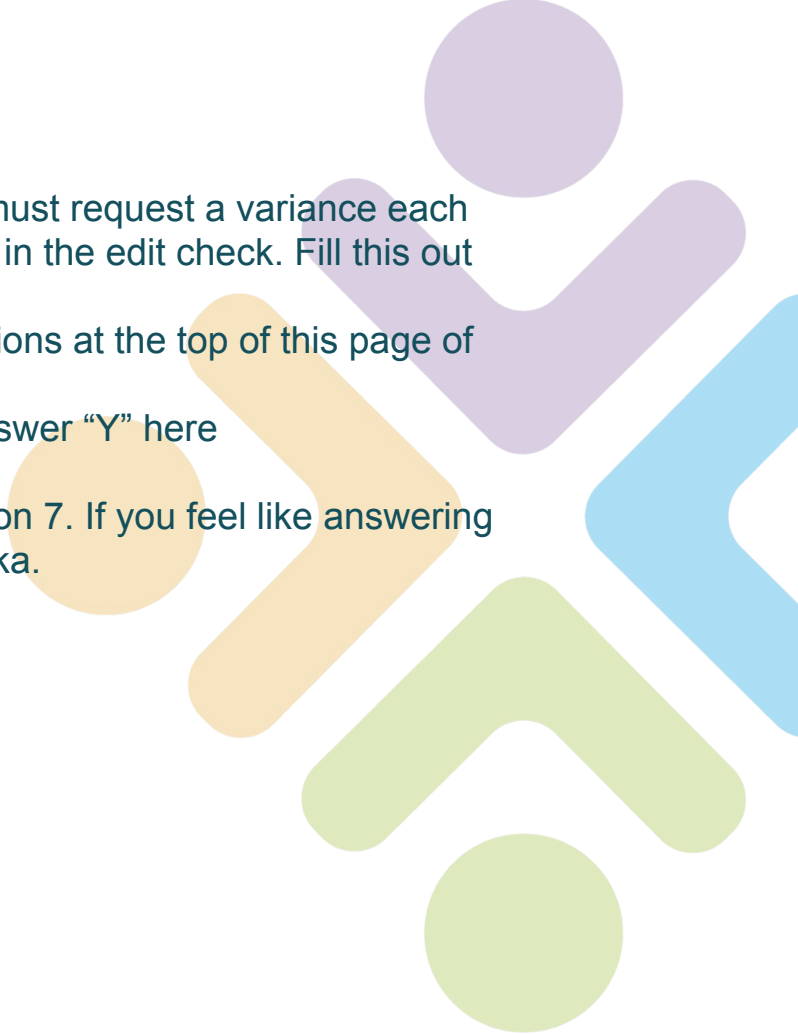 must request a variance each
in the edit check. Fill this out
ions at the top of this page of
swer “Y” here
on 7. If you feel like answering
ka.